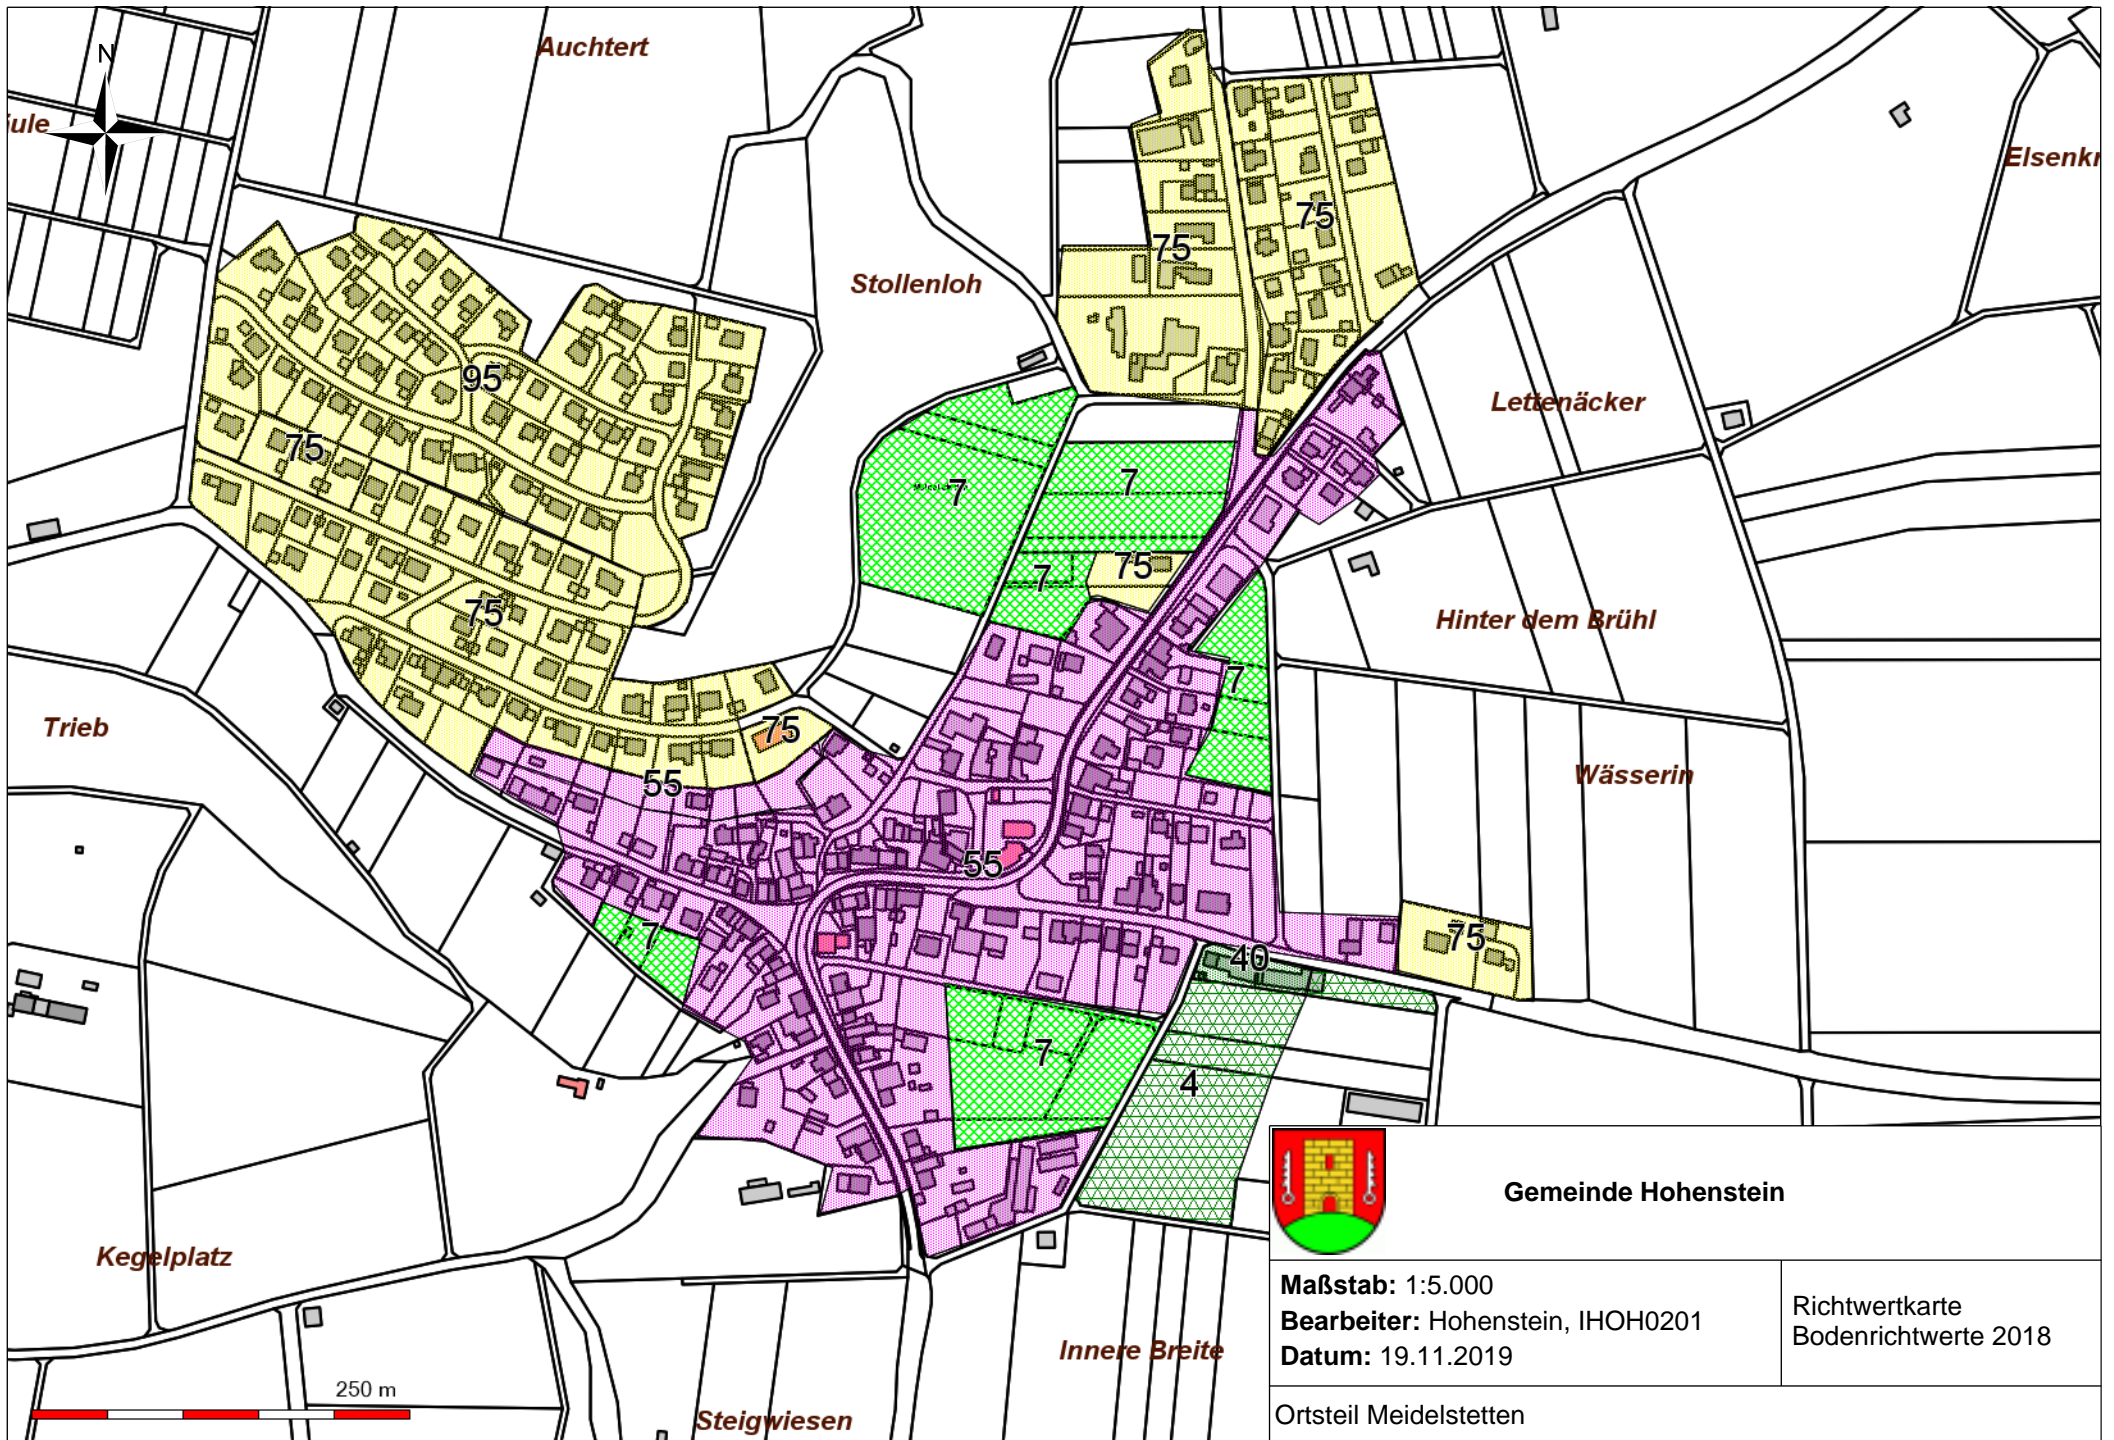 Auchtert
N
äule
Elsenkr
75
75
Stollenloh
95
Lettenäcker
75
7
7
75
7
75
Hinter dem Brühl
7
Trieb
75
55
Wässerin
55
7
75
40
7
4
Gemeinde Hohenstein
Kegelplatz
Maßstab: 1:5.000
Bearbeiter: Hohenstein, IHOH0201
Datum: 19.11.2019
Richtwertkarte
Bodenrichtwerte 2018
Innere Breite
250 m
Steigwiesen
Ortsteil Meidelstetten